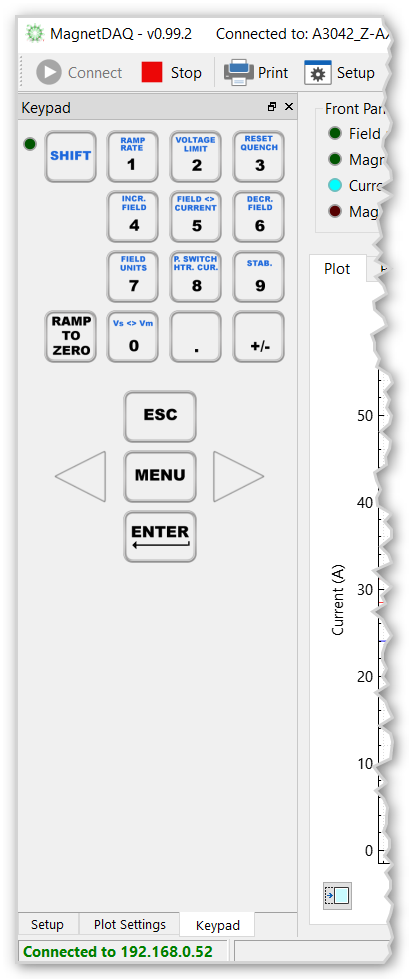 MagnetDAQ - v0.99.2 Connected to: A3042_Z-A
Connect Stop Print Setup
Keypad
Front Pan
Field
Magn
Curre
Mag
SHIFT
RAMP RATE
1
VOLTAGE LIMIT
2
RESET QUENCH
3
INCR. FIELD
4
FIELD <> CURRENT
5
DECR. FIELD
6
FIELD UNITS
7
P. SWITCH HTR. CUR.
8
STAB.
9
RAMP TO ZERO
Vs <> Vm
0
.
+/-
ESC
MENU
ENTER
Plot
50
40
30
20
10
0
Current (A)
Setup Plot Settings Keypad
Connected to 192.168.0.52